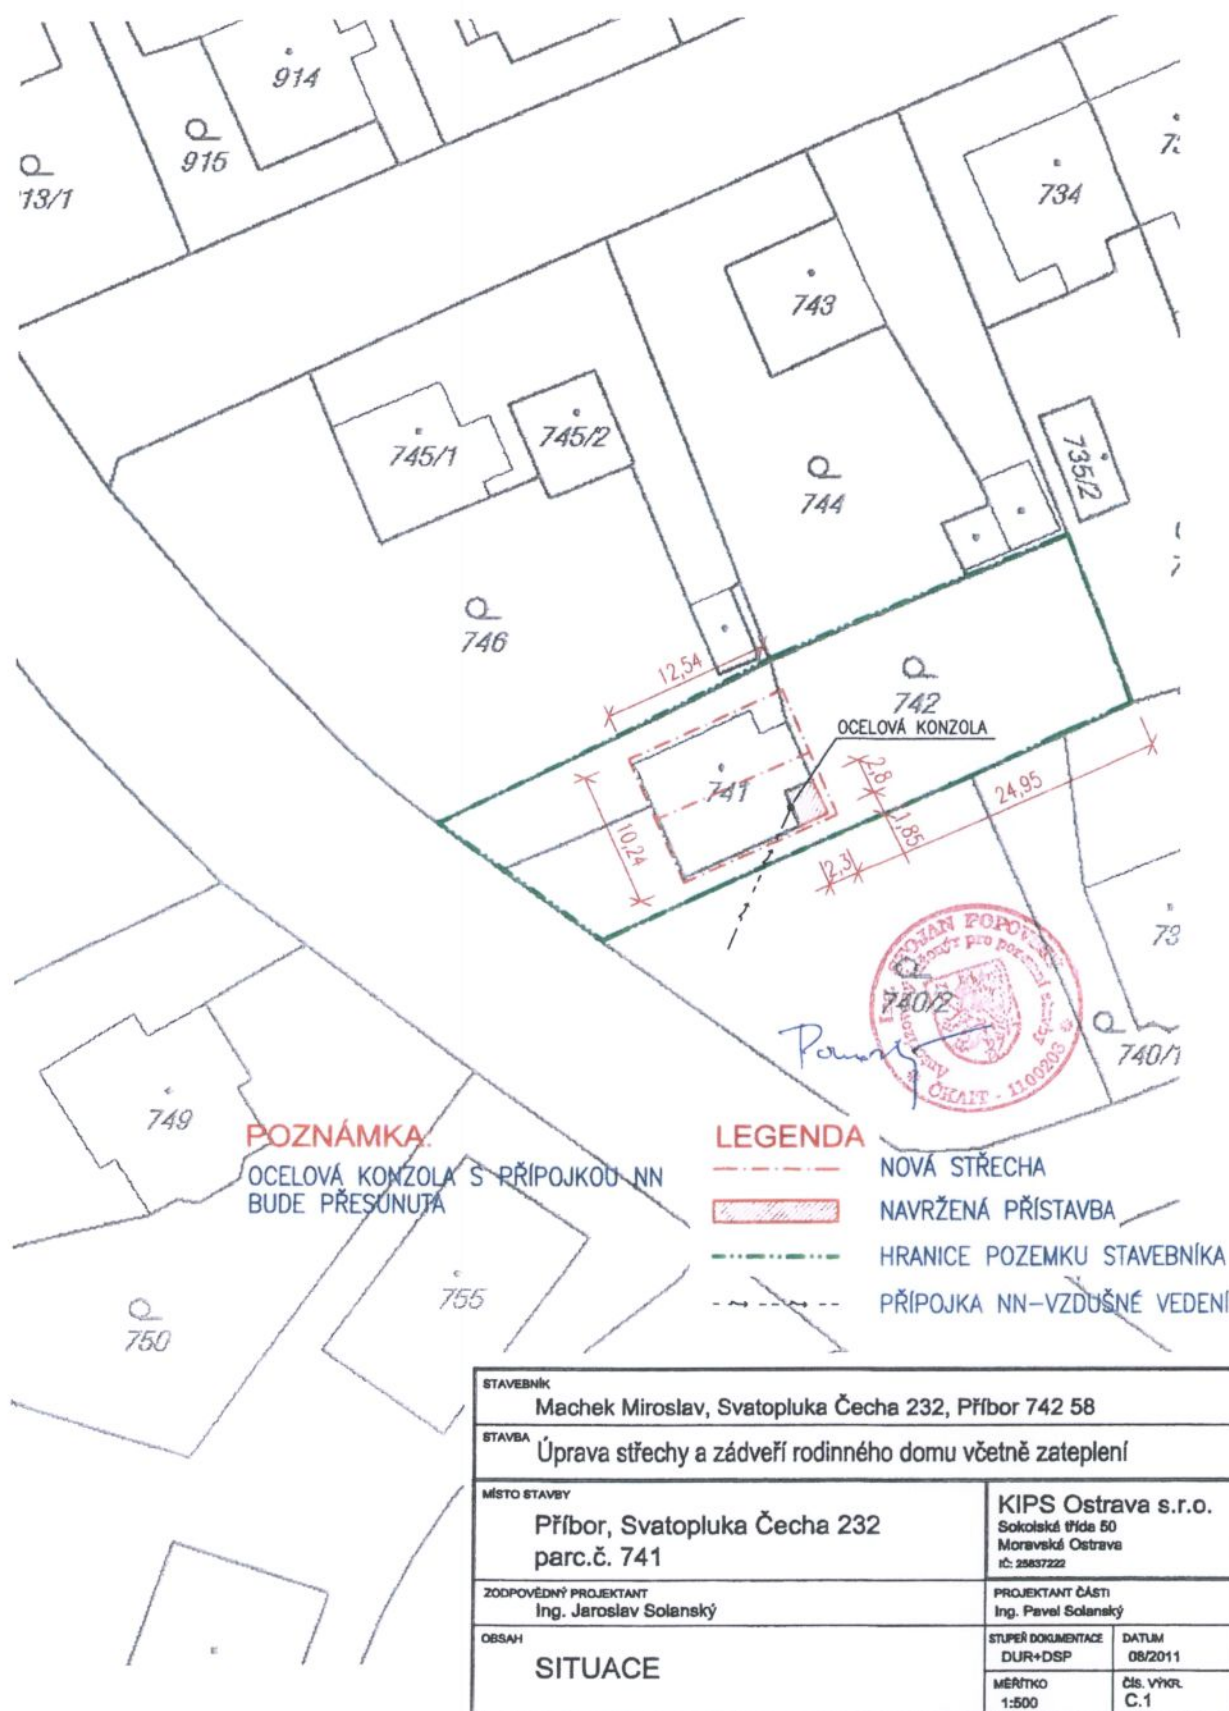 914
915
13/1
734
743
745/1
745/2
744
735/2
746
12,54
742
OCELOVÁ KONZOLA
741
2,8
24,95
10,24
1,85
2,3
73
740/2
740/1
ČKAIT - 1100203
749
POZNÁMKA:
OCELOVÁ KONZOLA S PŘÍPOJKOU NN
BUDE PŘESUNUTA
LEGENDA
NOVÁ STŘECHA
NAVRŽENÁ PŘÍSTAVBA
HRANICE POZEMKU STAVEBNÍKA
PŘÍPOJKA NN-VZDUŠNÉ VEDENÍ
755
750
STAVEBNÍK
Machek Miroslav, Svatopluka Čecha 232, Příbor 742 58
STAVBA
Úprava střechy a zádveří rodinného domu včetně zateplení
MÍSTO STAVBY
Příbor, Svatopluka Čecha 232
parc.č. 741
KIPS Ostrava s.r.o.
Sokolská třída 50
Moravská Ostrava
IČ: 25837222
ZODPOVĚDNÝ PROJEKTANT
Ing. Jaroslav Solanský
PROJEKTANT ČÁSTI
Ing. Pavel Solanský
OBSAH
SITUACE
STUPEŇ DOKUMENTACE
DUR+DSP
DATUM
08/2011
MĚŘÍTKO
1:500
ČÍS. VÝKR.
C.1